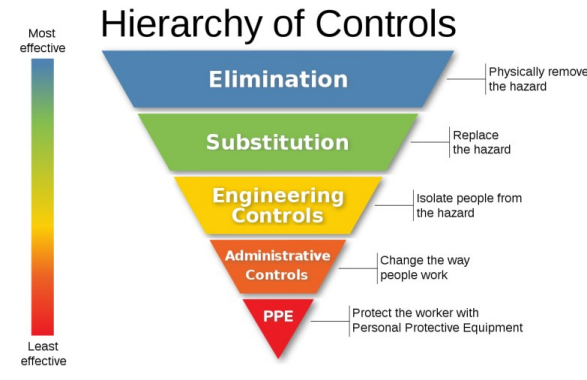 Hierarchy of Controls
Most
effective
Elimination
Physically remove
the hazard
Substitution
Replace
the hazard
Engineering
Controls
Isolate people from
the hazard
Administrative
Controls
Change the way
people work
PPE
Protect the worker with
Personal Protective Equipment
Least
effective